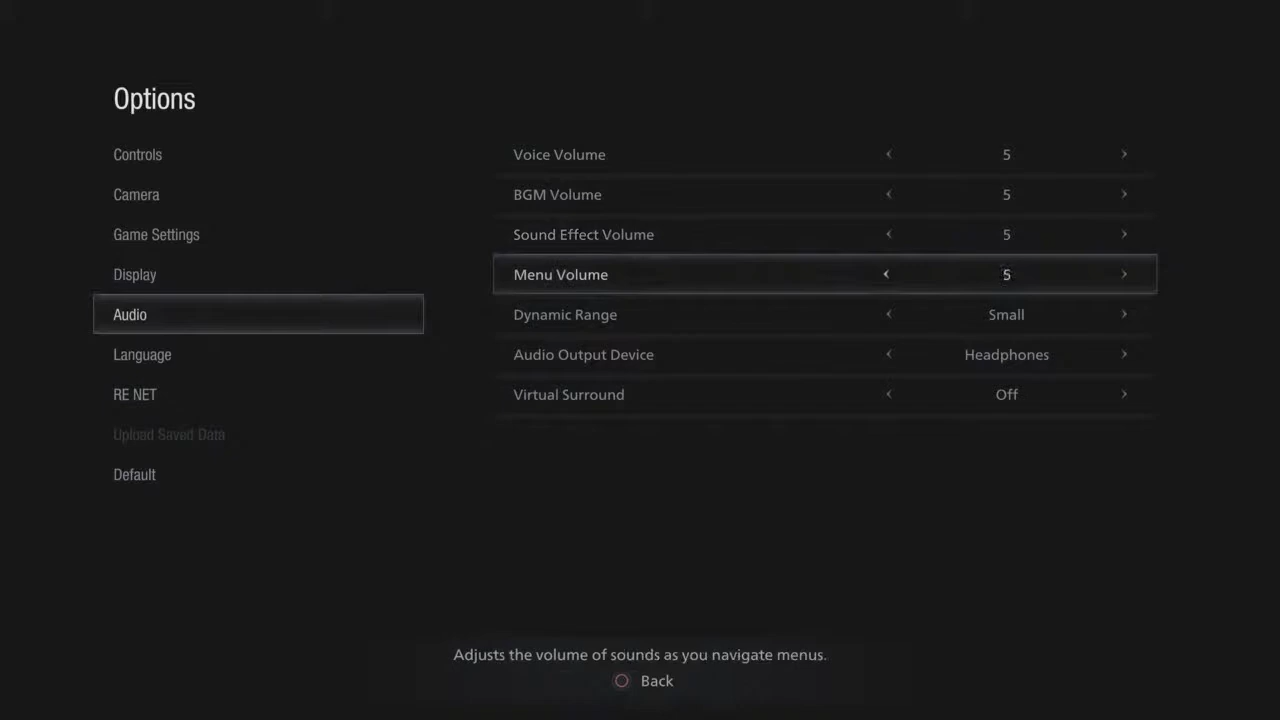 Options
Controls
Camera
Game Settings
Display
Audio
Language
RE NET
Upload Saved Data
Default
Voice Volume 5
BGM Volume 5
Sound Effect Volume 5
Menu Volume 5
Dynamic Range Small
Audio Output Device Headphones
Virtual Surround Off
Adjusts the volume of sounds as you navigate menus.
Back